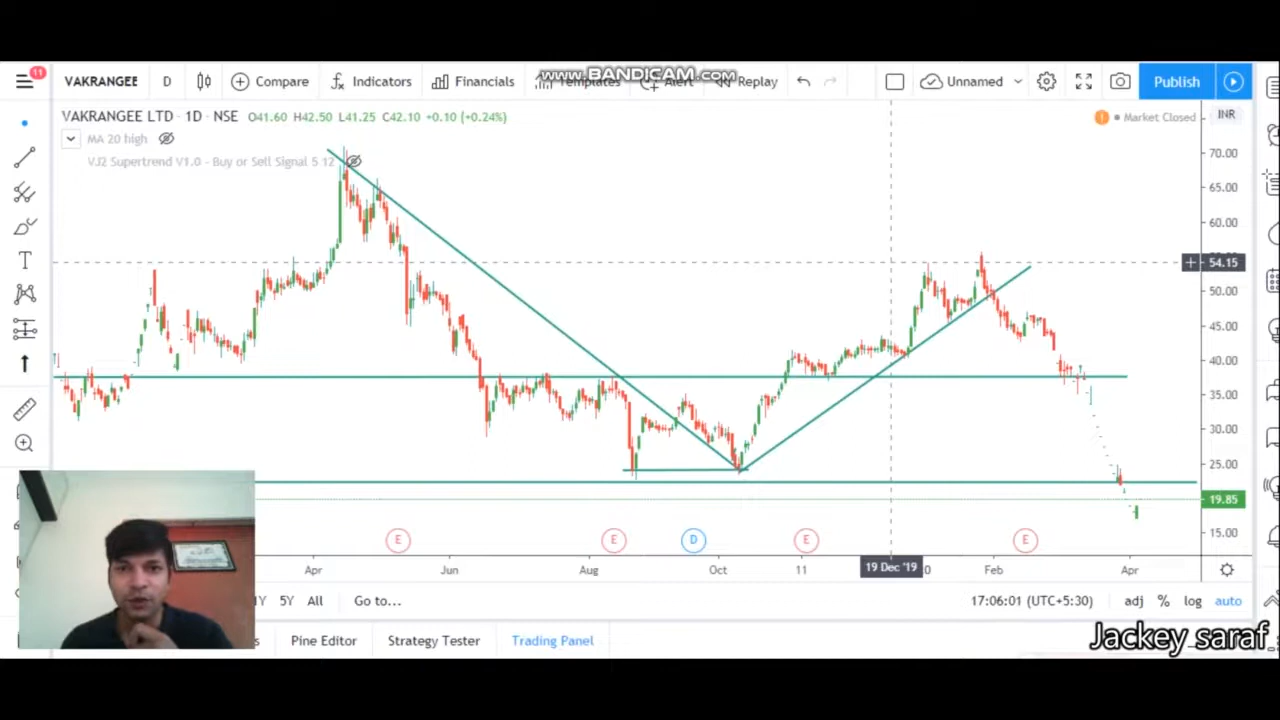 www.BANDICAM.com
11
VAKRANGEE D Compare Indicators Financials Templates Alert Replay Unnamed Publish
VAKRANGEE LTD · 1D · NSE O41.60 H42.50 L41.25 C42.10 +0.10 (+0.24%) Market Closed INR
MA 20 high
VJ2 Supertrend V1.0 - Buy or Sell Signal 5 12
70.00
65.00
60.00
54.15
50.00
45.00
40.00
35.00
30.00
25.00
19.85
15.00
E E D E E
Apr Jun Aug Oct 11 19 Dec '19 Feb Apr
5Y All Go to... 17:06:01 (UTC+5:30) adj % log auto
Pine Editor Strategy Tester Trading Panel
Jackey saraf